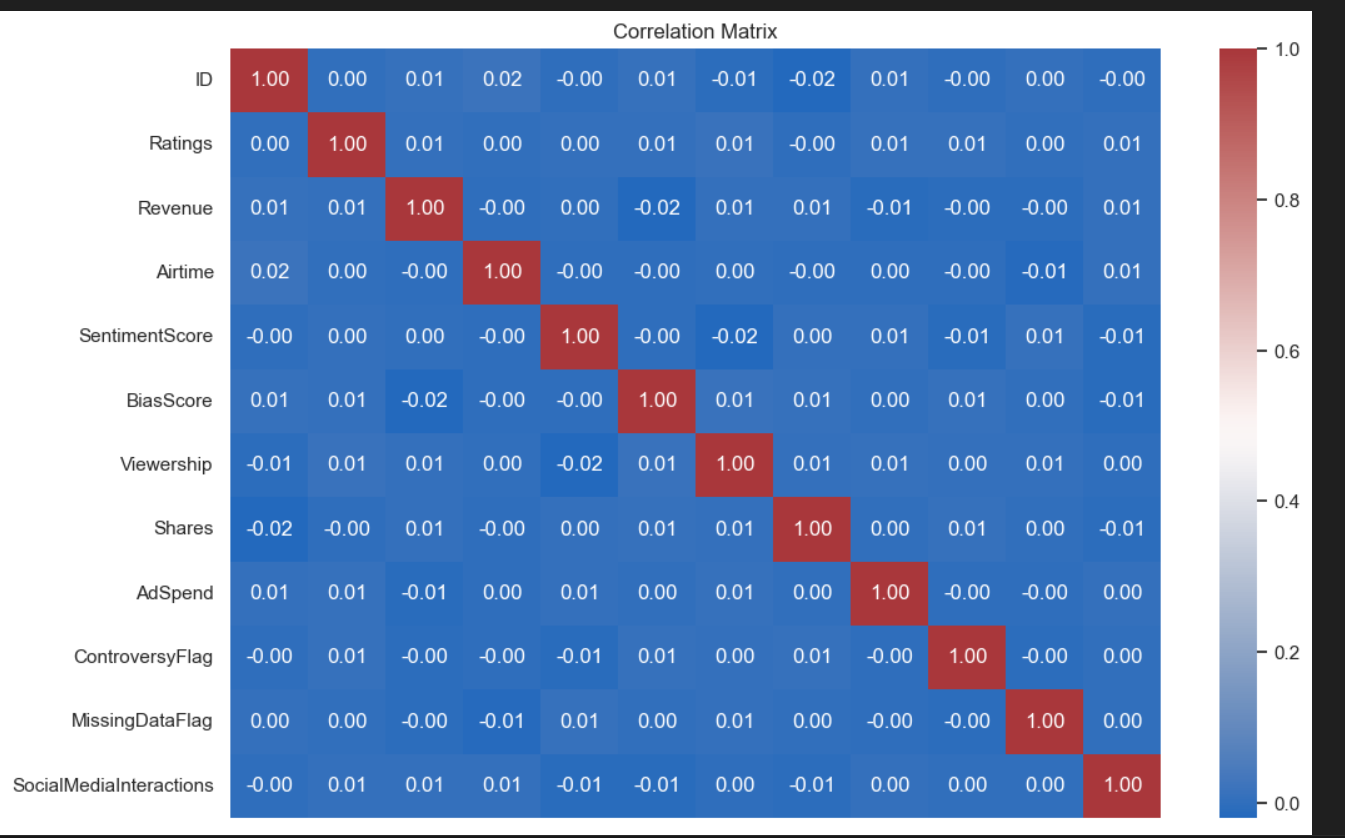 Correlation Matrix
ID 1.00 0.00 0.01 0.02 -0.00 0.01 -0.01 -0.02 0.01 -0.00 0.00 -0.00
Ratings 0.00 1.00 0.01 0.00 0.00 0.01 0.01 -0.00 0.01 0.01 0.00 0.01
Revenue 0.01 0.01 1.00 -0.00 0.00 -0.02 0.01 0.01 -0.01 -0.00 -0.00 0.01
Airtime 0.02 0.00 -0.00 1.00 -0.00 -0.00 0.00 -0.00 0.00 -0.00 -0.01 0.01
SentimentScore -0.00 0.00 0.00 -0.00 1.00 -0.00 -0.02 0.00 0.01 -0.01 0.01 -0.01
BiasScore 0.01 0.01 -0.02 -0.00 -0.00 1.00 0.01 0.01 0.00 0.01 0.00 -0.01
Viewership -0.01 0.01 0.01 0.00 -0.02 0.01 1.00 0.01 0.01 0.00 0.01 0.00
Shares -0.02 -0.00 0.01 -0.00 0.00 0.01 0.01 1.00 0.00 0.01 0.00 -0.01
AdSpend 0.01 0.01 -0.01 0.00 0.01 0.00 0.01 0.00 1.00 -0.00 -0.00 0.00
ControversyFlag -0.00 0.01 -0.00 -0.00 -0.01 0.01 0.00 0.01 -0.00 1.00 -0.00 0.00
MissingDataFlag 0.00 0.00 -0.00 -0.01 0.01 0.00 0.01 0.00 -0.00 -0.00 1.00 0.00
SocialMediaInteractions -0.00 0.01 0.01 0.01 -0.01 -0.01 0.00 -0.01 0.00 0.00 0.00 1.00
1.0
0.8
0.6
0.4
0.2
0.0